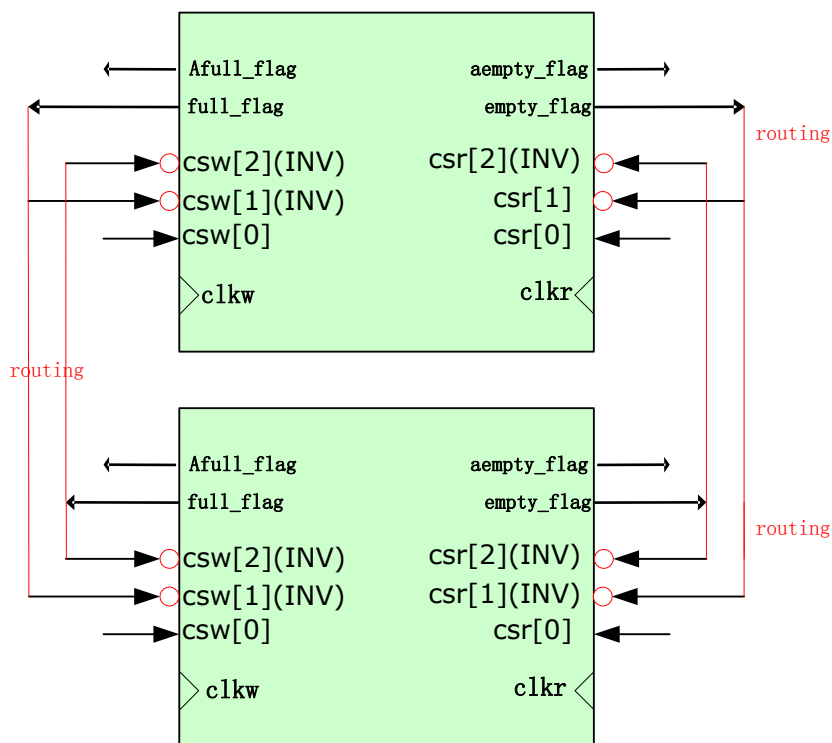 Afull_flag aempty_flag
full_flag empty_flag
routing
csw[2](INV) csr[2](INV)
csw[1](INV) csr[1]
csw[0] csr[0]
clkw clkr
routing
Afull_flag aempty_flag
full_flag empty_flag
routing
csw[2](INV) csr[2](INV)
csw[1](INV) csr[1](INV)
csw[0] csr[0]
clkw clkr